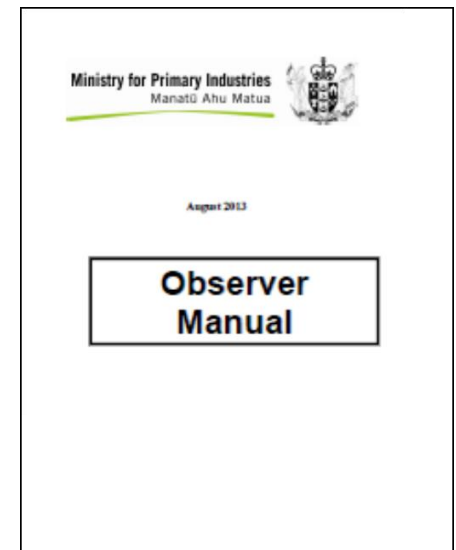 Ministry for Primary Industries
Manatū Ahu Matua
August 2013
Observer
Manual